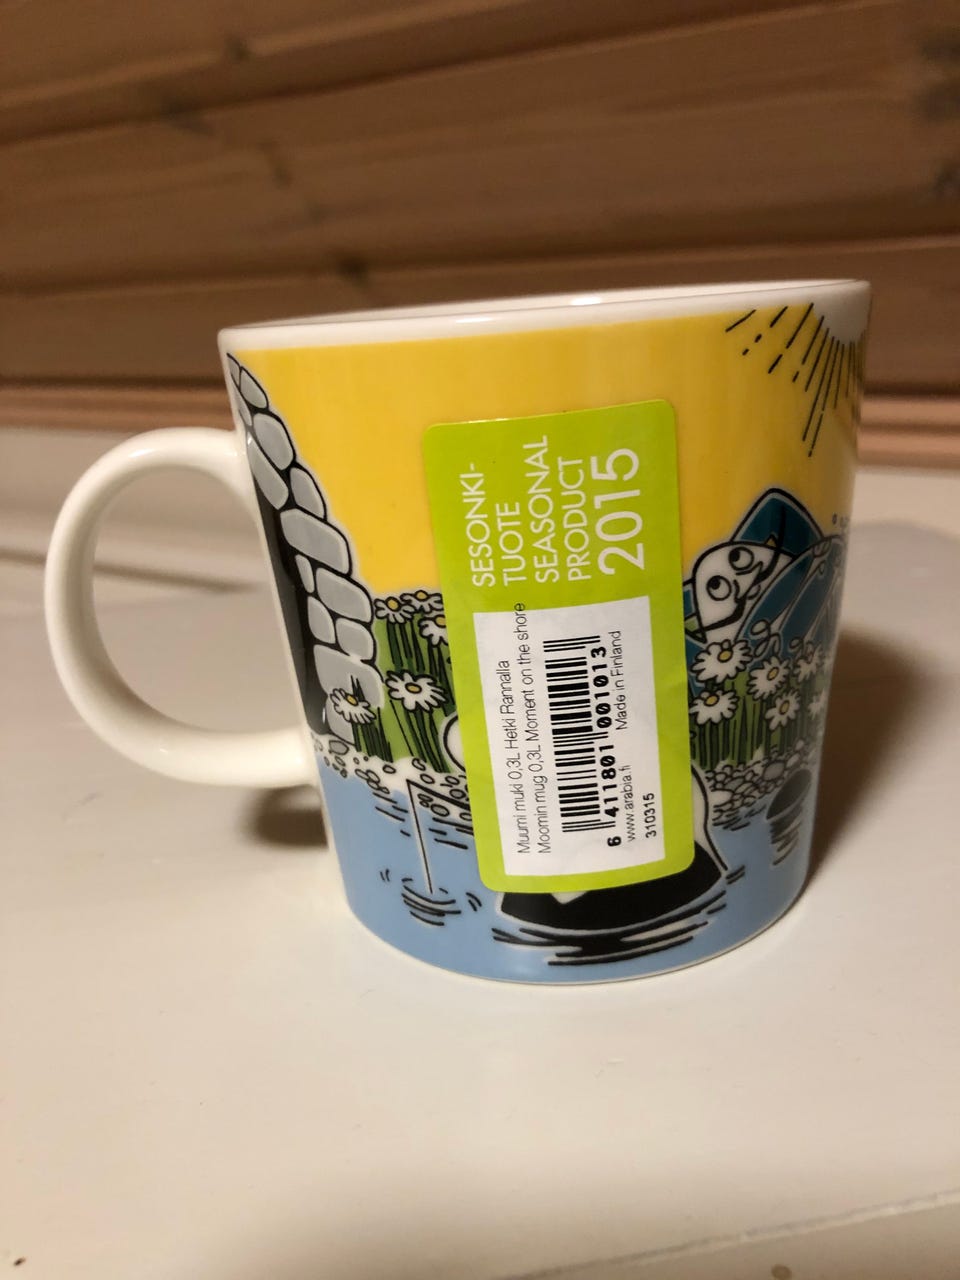 SESONKI-
TUOTE
SEASONAL
PRODUCT
2015
Muumi muki 0,3L Hetki Rannalla
Moomin mug 0,3L Moment on the shore
6 411801 001013
www.arabia.fi Made in Finland
310315